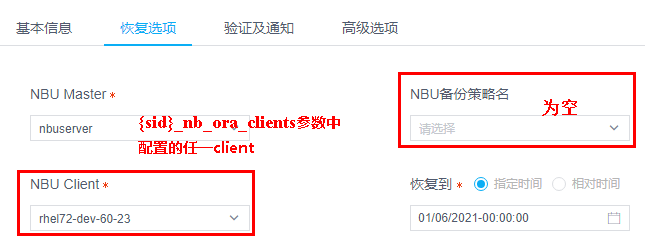 基本信息 恢复选项 验证及通知 高级选项
NBU Master * NBU备份策略名
nbuserver {sid}_nb_ora_clients参数中 请选择 为空
配置的任一client
NBU Client * 恢复到 * 指定时间 相对时间
rhel72-dev-60-23 01/06/2021-00:00:00